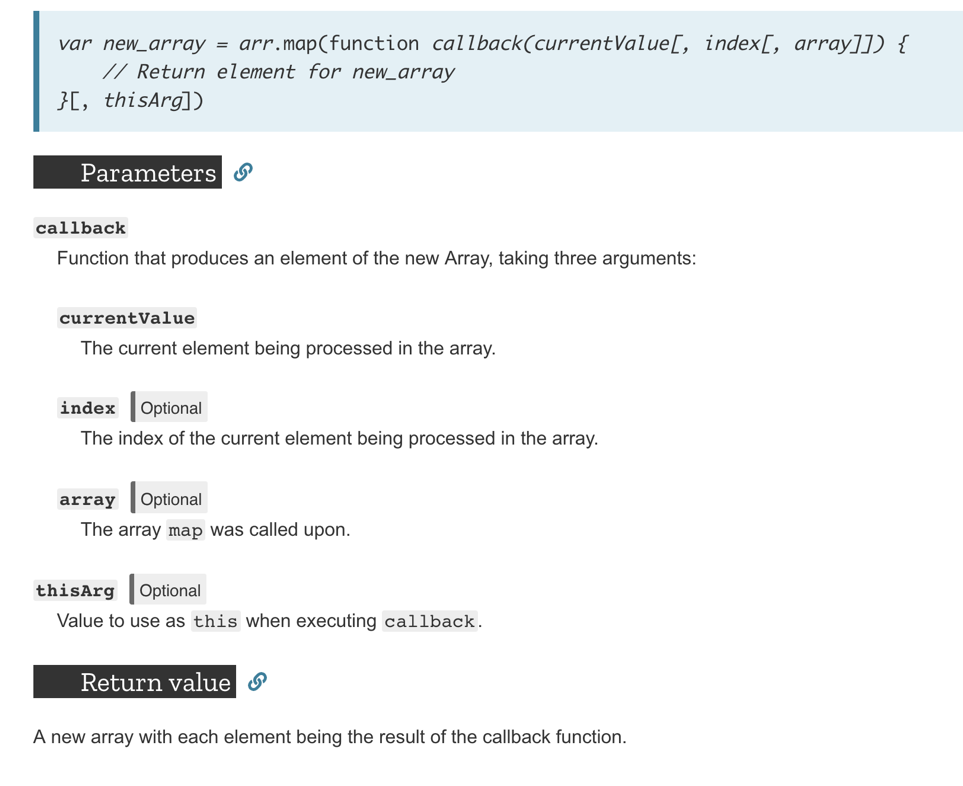 var new_array = arr.map(function callback(currentValue[, index[, array]]) {
// Return element for new_array
}[, thisArg])
Parameters
callback
Function that produces an element of the new Array, taking three arguments:
currentValue
The current element being processed in the array.
index Optional
The index of the current element being processed in the array.
array Optional
The array map was called upon.
thisArg Optional
Value to use as this when executing callback.
Return value
A new array with each element being the result of the callback function.